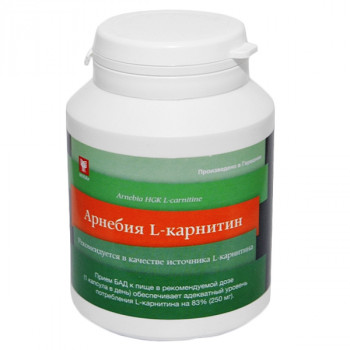 Произведено в Германии
Arnebia HGK L-carnitine
Арнебия L-карнитин
Рекомендуется в качестве источника L-карнитина
Прием БАД к пище в рекомендуемой дозе
(1 капсула в день) обеспечивает адекватный уровень
потребления L-карнитина на 83% (250 мг).